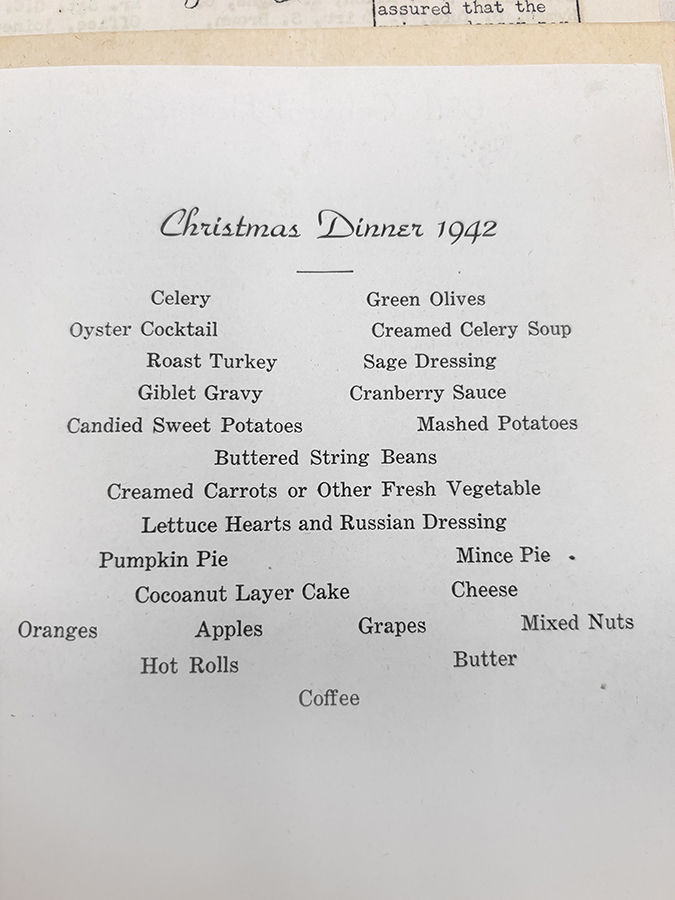 assured that the
Christmas Dinner 1942
Celery Green Olives
Oyster Cocktail Creamed Celery Soup
Roast Turkey Sage Dressing
Giblet Gravy Cranberry Sauce
Candied Sweet Potatoes Mashed Potatoes
Buttered String Beans
Creamed Carrots or Other Fresh Vegetable
Lettuce Hearts and Russian Dressing
Pumpkin Pie Mince Pie
Cocoanut Layer Cake Cheese
Oranges Apples Grapes Mixed Nuts
Hot Rolls Butter
Coffee